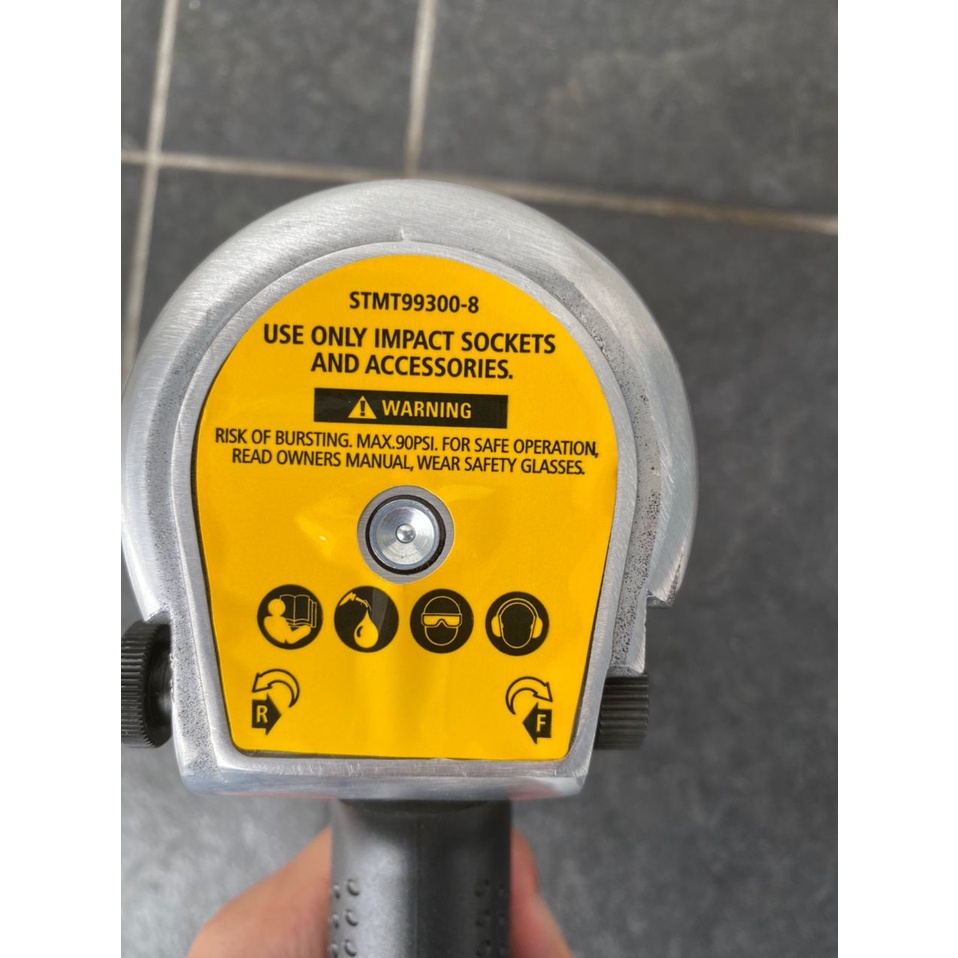 STMT99300-8
USE ONLY IMPACT SOCKETS
AND ACCESSORIES.
WARNING
RISK OF BURSTING. MAX.90PSI. FOR SAFE OPERATION,
READ OWNERS MANUAL, WEAR SAFETY GLASSES.
R
F